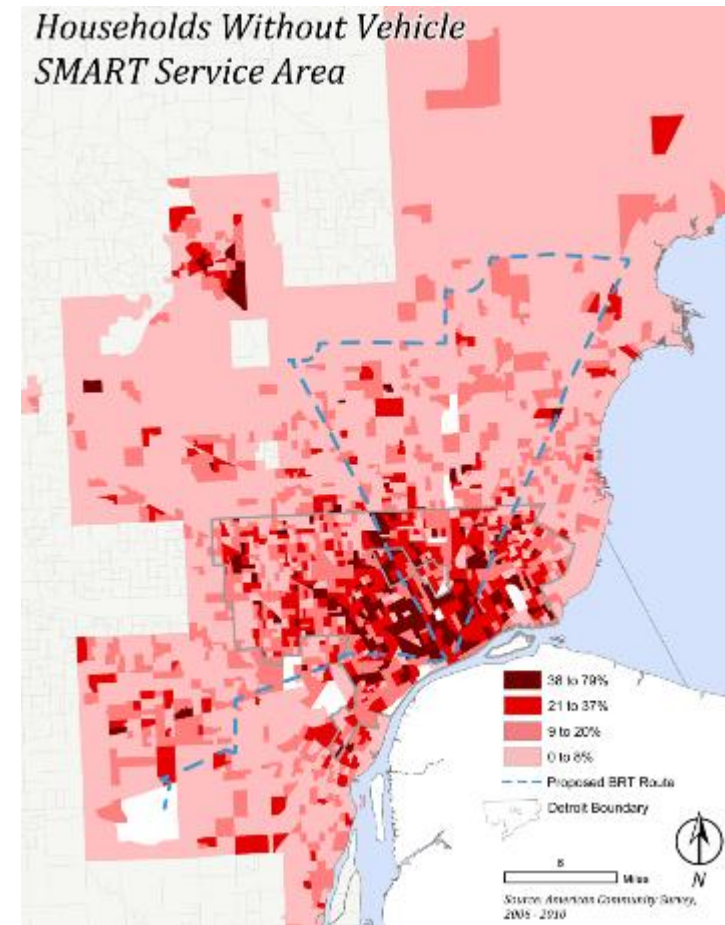 Households Without Vehicle
SMART Service Area
38 to 79%
21 to 37%
9 to 20%
0 to 8%
Proposed BRT Route
Detroit Boundary
8
Miles
N
Source: American Community Survey,
2006 - 2010